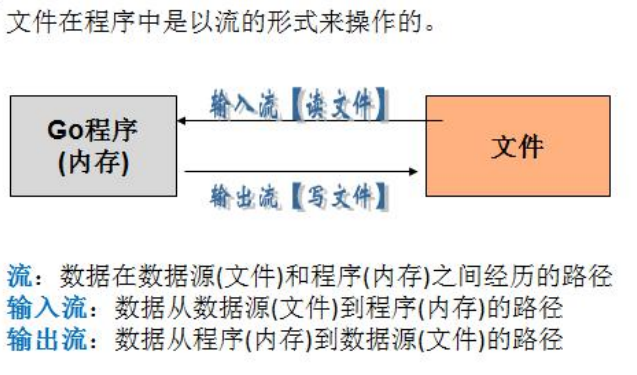 文件在程序中是以流的形式来操作的。
输入流【读文件】
Go程序
(内存)
文件
输出流【写文件】
流：数据在数据源(文件)和程序(内存)之间经历的路径
输入流：数据从数据源(文件)到程序(内存)的路径
输出流：数据从程序(内存)到数据源(文件)的路径